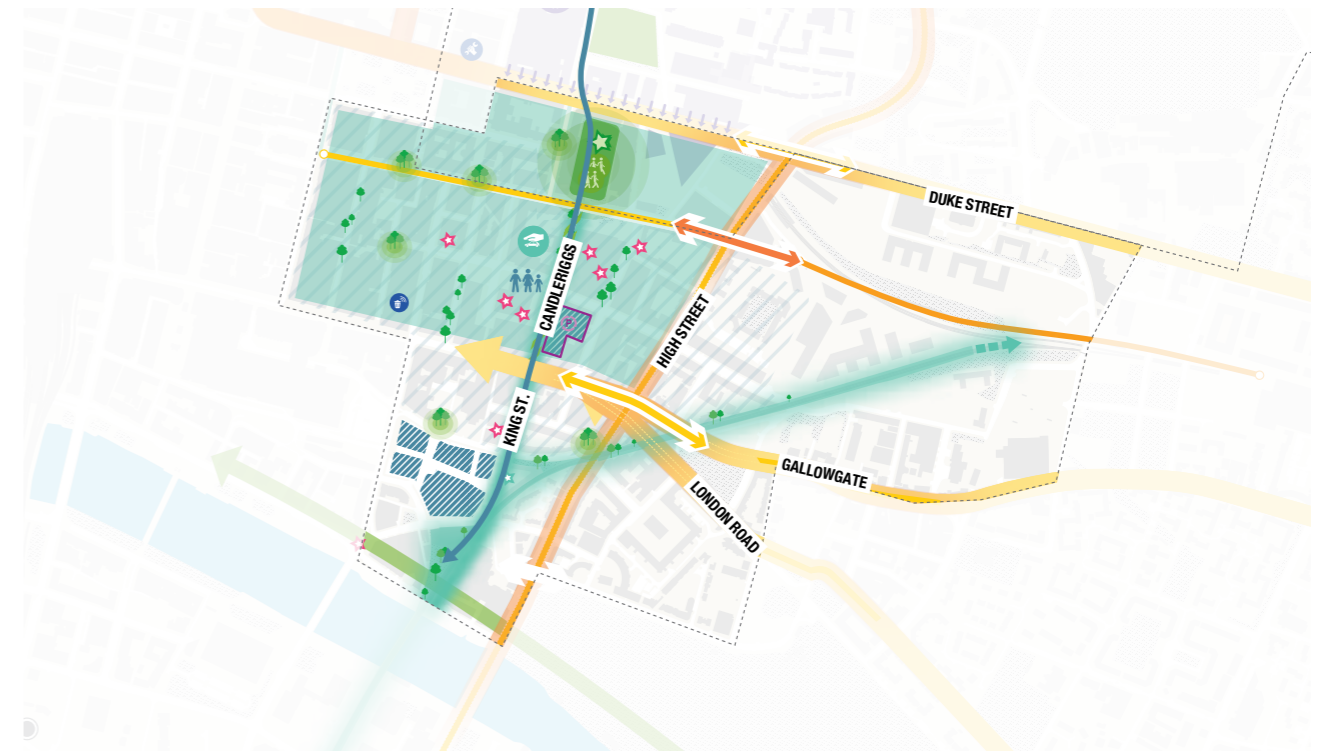 DUKE STREET
CANDLERIGGS
HIGH STREET
KING ST.
GALLOWGATE
LONDON ROAD